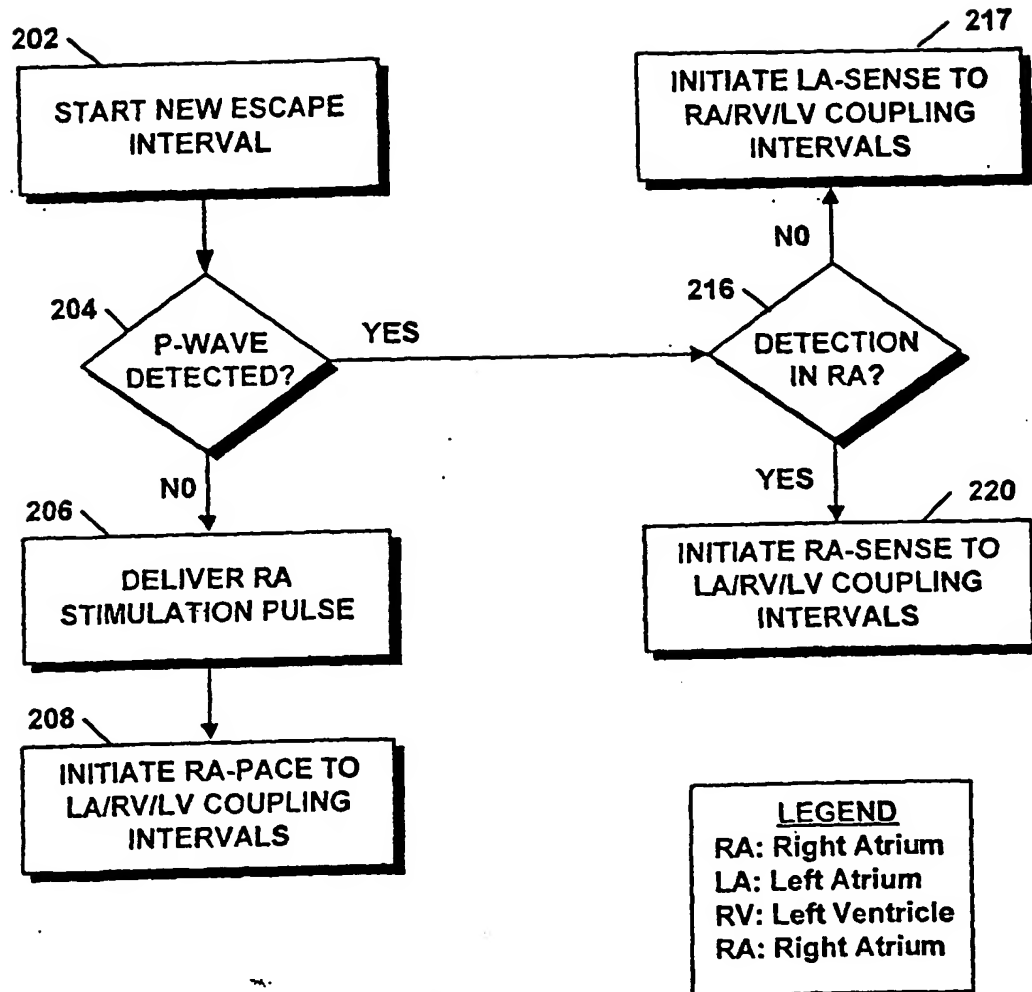 202
START NEW ESCAPE
INTERVAL
204
P-WAVE
DETECTED?
YES
NO
206
DELIVER RA
STIMULATION PULSE
208
INITIATE RA-PACE TO
LA/RV/LV COUPLING
INTERVALS
217
INITIATE LA-SENSE TO
RA/RV/LV COUPLING
INTERVALS
NO
216
DETECTION
IN RA?
YES
220
INITIATE RA-SENSE TO
LA/RV/LV COUPLING
INTERVALS
LEGEND
RA: Right Atrium
LA: Left Atrium
RV: Left Ventricle
RA: Right Atrium